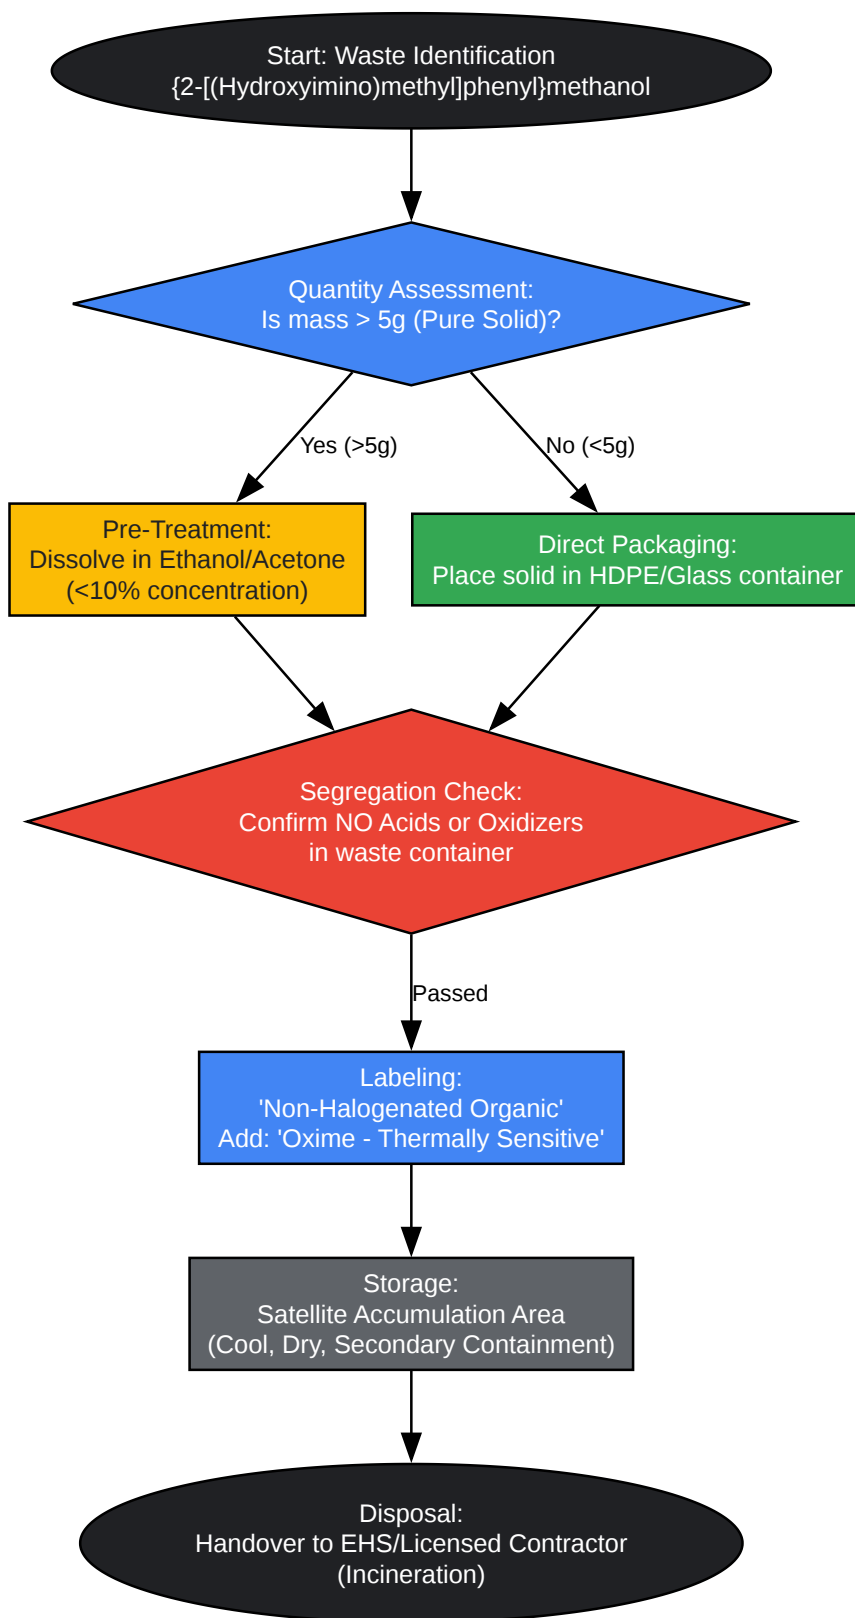 Start: Waste Identification
{2-[(Hydroxyimino)methyl]phenyl}methanol
Quantity Assessment:
Is mass > 5g (Pure Solid)?
Yes (>5g)
No (<5g)
Pre-Treatment:
Dissolve in Ethanol/Acetone
(<10% concentration)
Direct Packaging:
Place solid in HDPE/Glass container
Segregation Check:
Confirm NO Acids or Oxidizers
in waste container
Passed
Labeling:
'Non-Halogenated Organic'
Add: 'Oxime - Thermally Sensitive'
Storage:
Satellite Accumulation Area
(Cool, Dry, Secondary Containment)
Disposal:
Handover to EHS/Licensed Contractor
(Incineration)